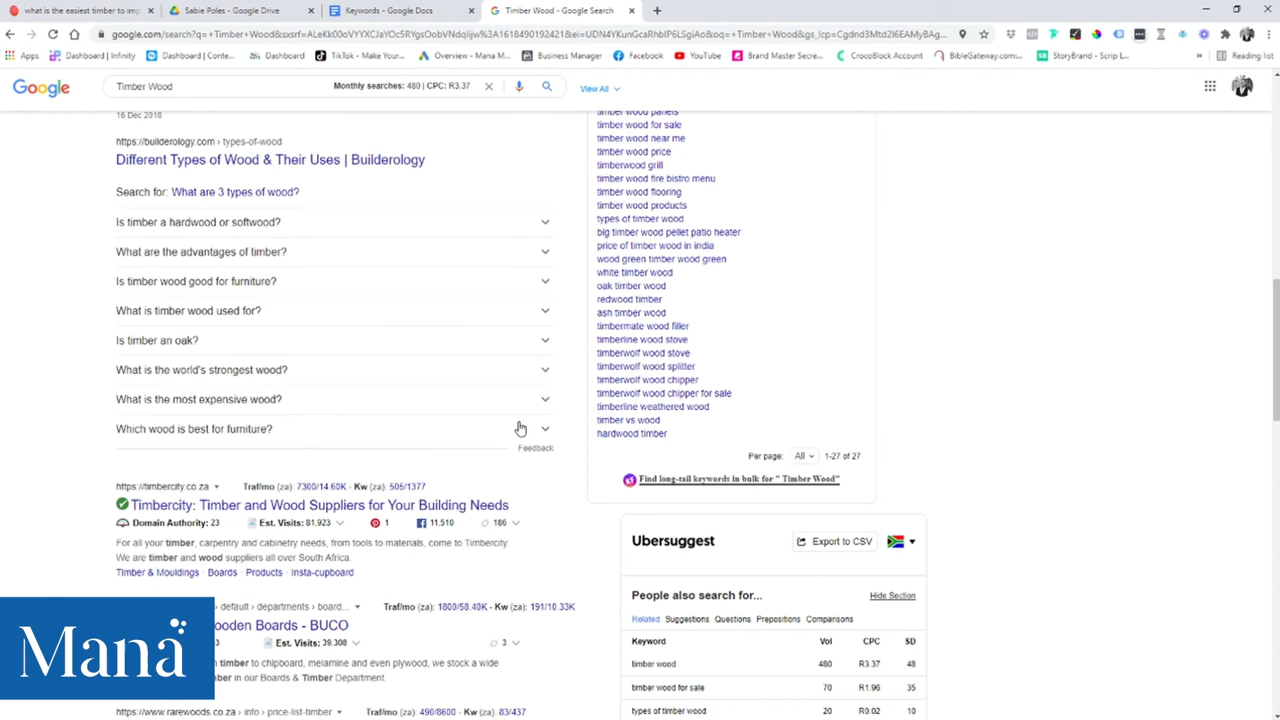 what is the easiest timber to imp
Sabie Poles - Google Drive
Keywords - Google Docs
Timber Wood - Google Search
Apps
Dashboard | Infinity
Dashboard | Conte...
Dashboard
TikTok - Make Your...
Overview - Mana M...
Business Manager
Facebook
YouTube
Brand Master Secre...
CrocoBlock Account
BibleGateway.com:...
StoryBrand - Scrip L...
Reading list
Google
Timber Wood
Monthly searches: 480 | CPC: R3.37
View All
16 Dec 2018
https://builderology.com › types-of-wood
Different Types of Wood & Their Uses | Builderology
Search for: What are 3 types of wood?
Is timber a hardwood or softwood?
What are the advantages of timber?
Is timber wood good for furniture?
What is timber wood used for?
Is timber an oak?
What is the world's strongest wood?
What is the most expensive wood?
Which wood is best for furniture?
Feedback
https://timbercity.co.za
Traf/mo (za): 7300/14.60K - Kw (za): 505/1377
Timbercity: Timber and Wood Suppliers for Your Building Needs
Domain Authority: 23
Est. Visits: 81,923
1
11,510
186
For all your timber, carpentry and cabinetry needs, from tools to materials, come to Timbercity.
We are timber and wood suppliers all over South Africa.
Timber & Mouldings · Boards · Products · Insta-cupboard
› default › departments › board...
Traf/mo (za): 1800/58.40K - Kw (za): 191/10.33K
ooden Boards - BUCO
Est. Visits: 39,308
3
timber to chipboard, melamine and even plywood, we stock a wide
in our Boards & Timber Department.
https://www.rarewoods.co.za › info › price-list-timber
Traf/mo (za): 490/8600 - Kw (za): 83/437
Manä
timber wood panels
timber wood for sale
timber wood near me
timber wood price
timberwood grill
timber wood fire bistro menu
timber wood flooring
timber wood products
types of timber wood
big timber wood pellet patio heater
price of timber wood in india
wood green timber wood green
white timber wood
oak timber wood
redwood timber
ash timber wood
timbermate wood filler
timberline wood stove
timberwolf wood stove
timberwolf wood splitter
timberwolf wood chipper
timberwolf wood chipper for sale
timberline weathered wood
timber vs wood
hardwood timber
Per page: All 1-27 of 27
Find long-tail keywords in bulk for " Timber Wood"
Ubersuggest
Export to CSV
People also search for...
Hide Section
Related Suggestions Questions Prepositions Comparisons
Keyword Vol CPC SD
timber wood 480 R3.37 48
timber wood for sale 70 R1.96 35
types of timber wood 20 R0.02 10